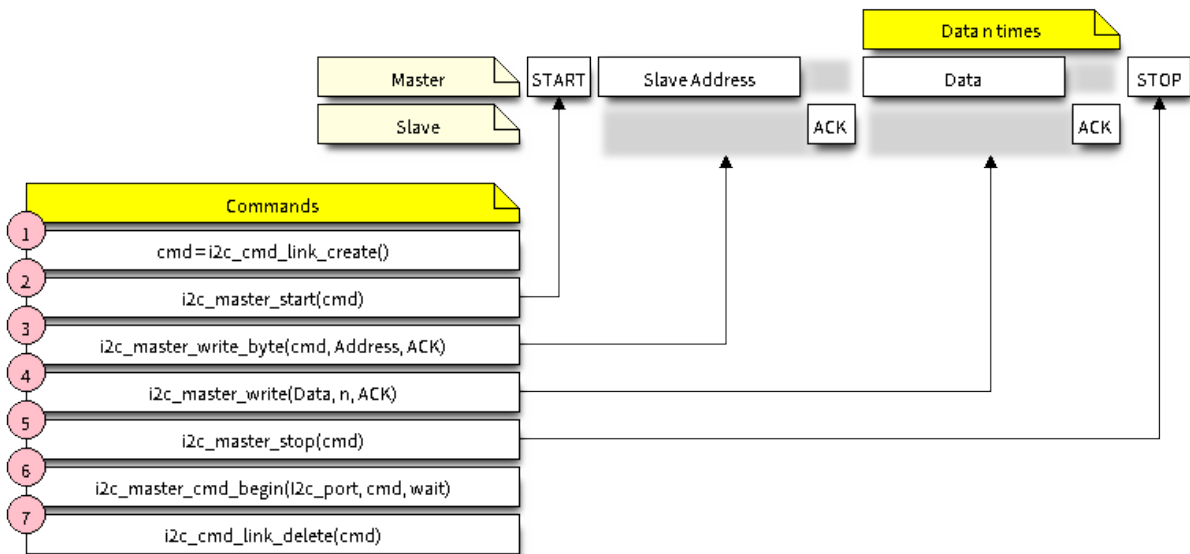 Data n times
Master
START
Slave Address
Data
STOP
Slave
ACK
ACK
Commands
1
cmd=i2c_cmd_link_create()
2
i2c_master_start(cmd)
3
i2c_master_write_byte(cmd, Address, ACK)
4
i2c_master_write(Data, n, ACK)
5
i2c_master_stop(cmd)
6
i2c_master_cmd_begin(I2c_port, cmd, wait)
7
i2c_cmd_link_delete(cmd)